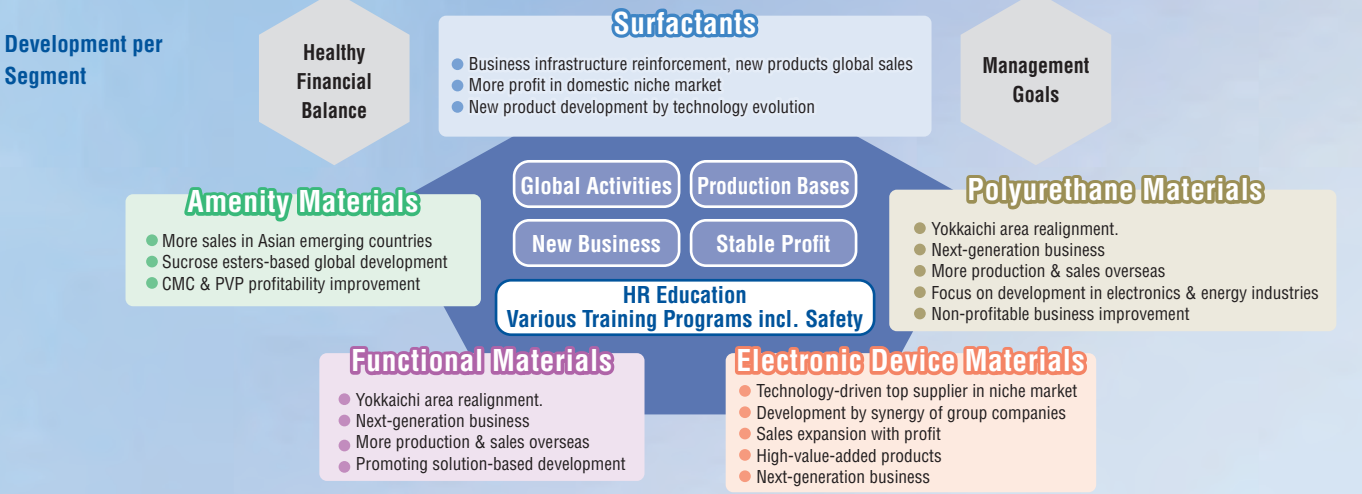 Development per
Segment
Healthy
Financial
Balance
Surfactants
● Business infrastructure reinforcement, new products global sales
● More profit in domestic niche market
● New product development by technology evolution
Management
Goals
Global Activities
Production Bases
New Business
Stable Profit
HR Education
Various Training Programs incl. Safety
Amenity Materials
● More sales in Asian emerging countries
● Sucrose esters-based global development
● CMC & PVP profitability improvement
Polyurethane Materials
● Yokkaichi area realignment.
● Next-generation business
● More production & sales overseas
● Focus on development in electronics & energy industries
● Non-profitable business improvement
Functional Materials
● Yokkaichi area realignment.
● Next-generation business
● More production & sales overseas
● Promoting solution-based development
Electronic Device Materials
● Technology-driven top supplier in niche market
● Development by synergy of group companies
● Sales expansion with profit
● High-value-added products
● Next-generation business